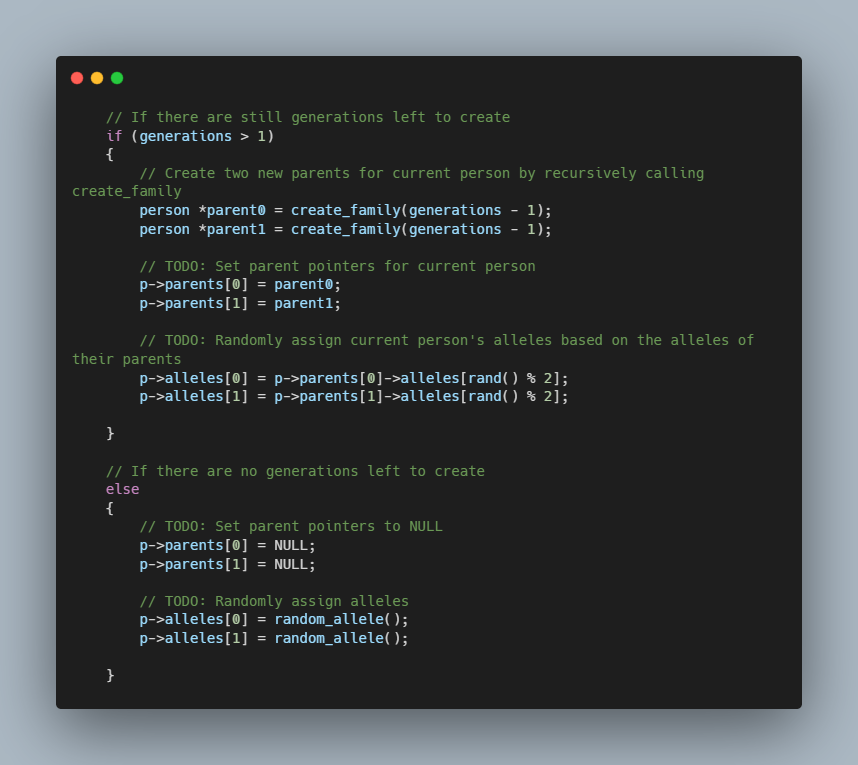 // If there are still generations left to create
    if (generations > 1)
    {
        // Create two new parents for current person by recursively calling
create_family
        person *parent0 = create_family(generations - 1);
        person *parent1 = create_family(generations - 1);

        // TODO: Set parent pointers for current person
        p->parents[0] = parent0;
        p->parents[1] = parent1;

        // TODO: Randomly assign current person's alleles based on the alleles of
their parents
        p->alleles[0] = p->parents[0]->alleles[rand() % 2];
        p->alleles[1] = p->parents[1]->alleles[rand() % 2];

    }

    // If there are no generations left to create
    else
    {
        // TODO: Set parent pointers to NULL
        p->parents[0] = NULL;
        p->parents[1] = NULL;

        // TODO: Randomly assign alleles
        p->alleles[0] = random_allele();
        p->alleles[1] = random_allele();

    }